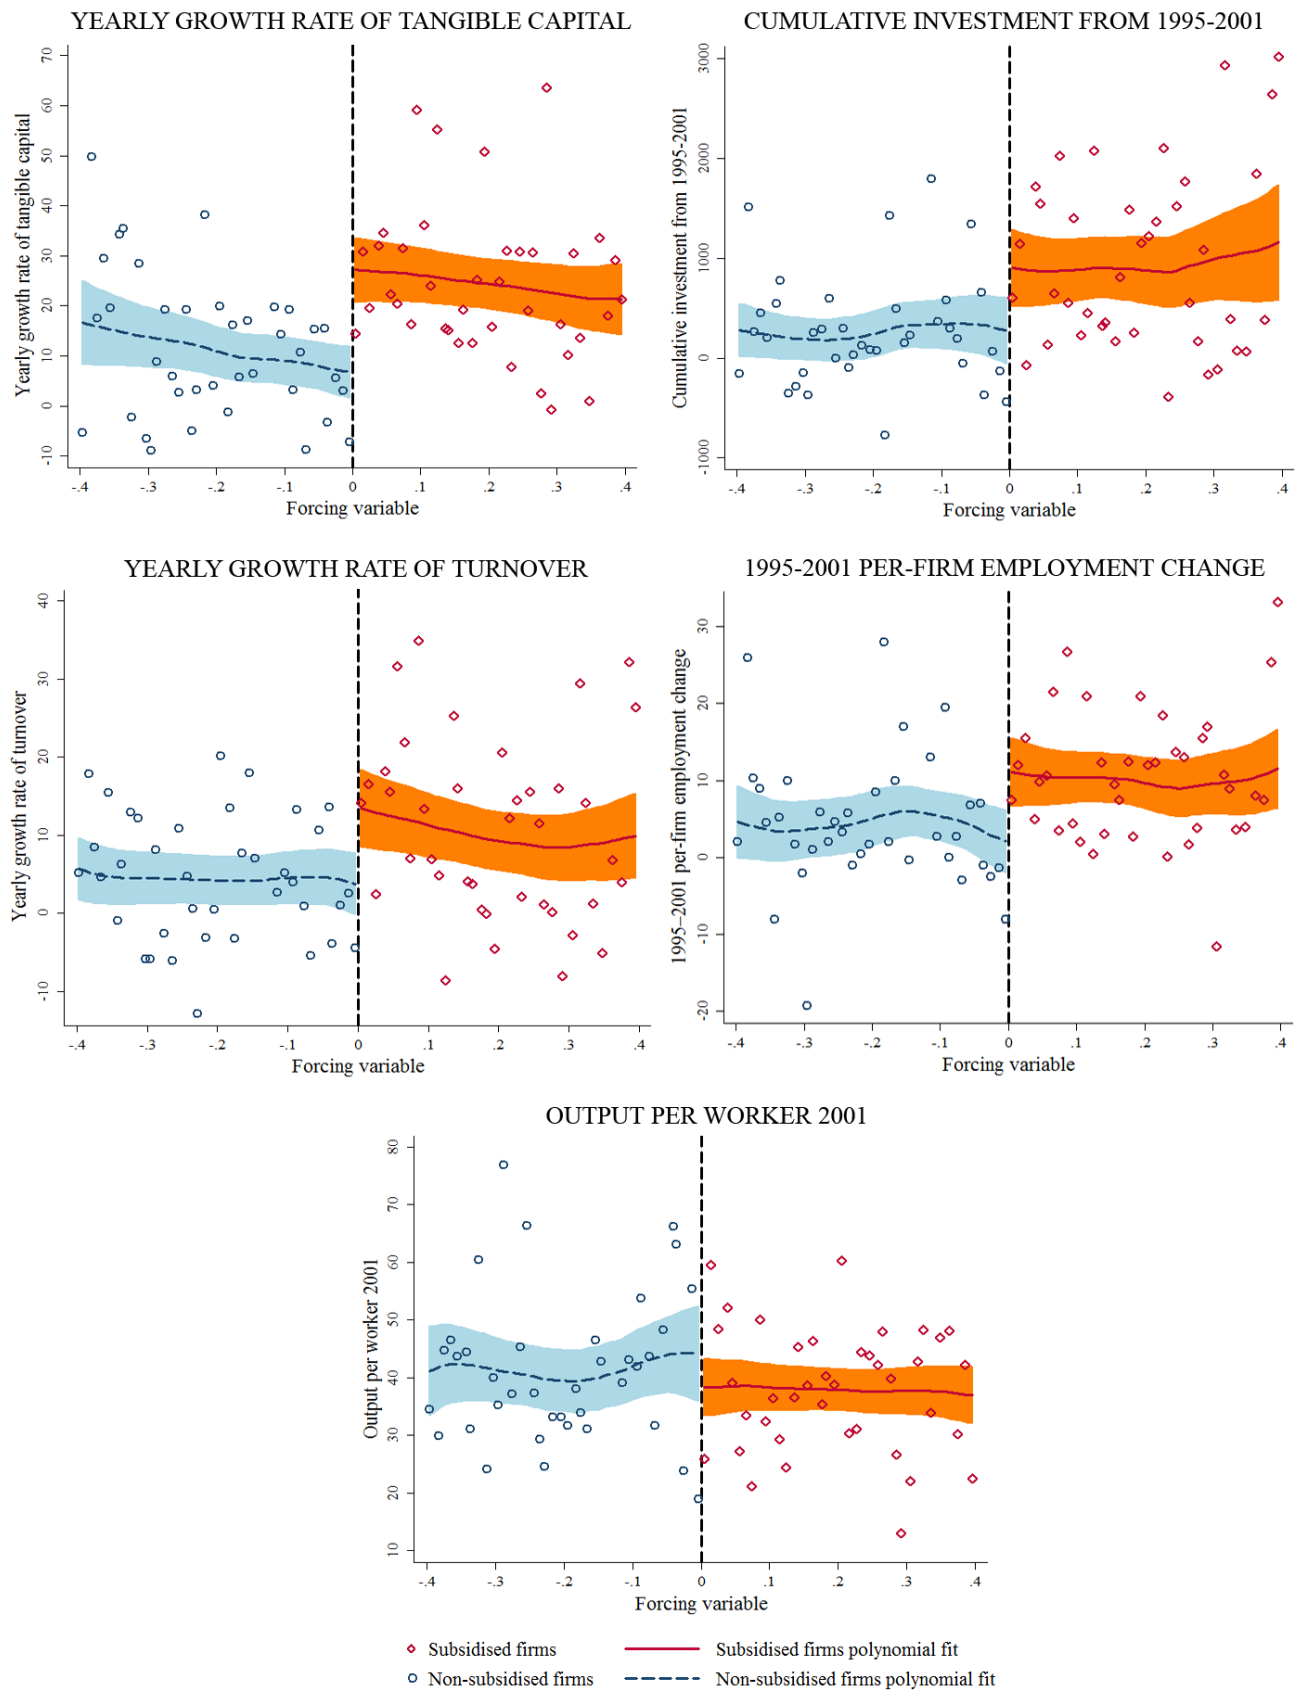 YEARLY GROWTH RATE OF TANGIBLE CAPITAL
Yearly growth rate of tangible capital
70
60
50
40
30
20
10
0
-10
-.4 -.3 -.2 -.1 0 .1 .2 .3 .4
Forcing variable
CUMULATIVE INVESTMENT FROM 1995-2001
Cumulative investment from 1995-2001
3000
2000
1000
0
-1000
-.4 -.3 -.2 -.1 0 .1 .2 .3 .4
Forcing variable
YEARLY GROWTH RATE OF TURNOVER
Yearly growth rate of turnover
40
30
20
10
0
-10
-.4 -.3 -.2 -.1 0 .1 .2 .3 .4
Forcing variable
1995-2001 PER-FIRM EMPLOYMENT CHANGE
1995–2001 per-firm employment change
30
20
10
0
-10
-20
-.4 -.3 -.2 -.1 0 .1 .2 .3 .4
Forcing variable
OUTPUT PER WORKER 2001
Output per worker 2001
80
70
60
50
40
30
20
10
-.4 -.3 -.2 -.1 0 .1 .2 .3 .4
Forcing variable
Subsidised firms Subsidised firms polynomial fit
Non-subsidised firms Non-subsidised firms polynomial fit